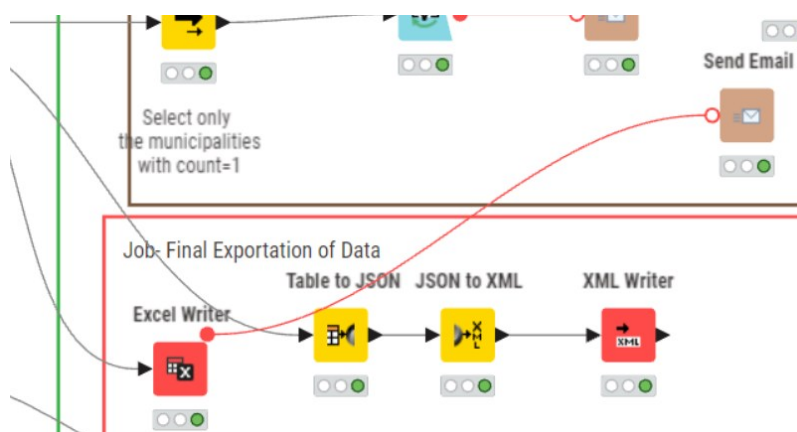 Send Email
Select only
the municipalities
with count=1
Job- Final Exportation of Data
Table to JSON
JSON to XML
XML Writer
Excel Writer
X
XML
XML